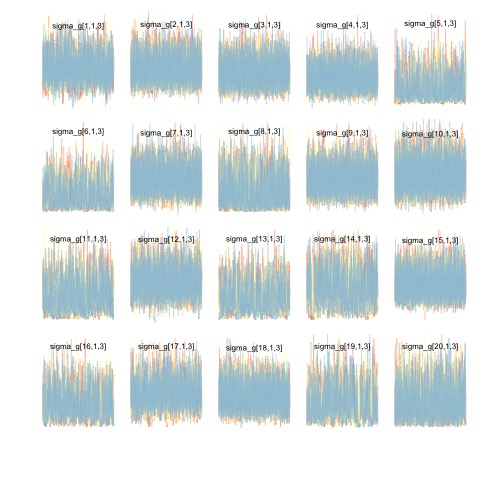 sigma_g[1,1,3]
sigma_g[2,1,3]
sigma_g[3,1,3]
sigma_g[4,1,3]
sigma_g[5,1,3]
sigma_g[6,1,3]
sigma_g[7,1,3]
sigma_g[8,1,3]
sigma_g[9,1,3]
sigma_g[10,1,3]
sigma_g[11,1,3]
sigma_g[12,1,3]
sigma_g[13,1,3]
sigma_g[14,1,3]
sigma_g[15,1,3]
sigma_g[16,1,3]
sigma_g[17,1,3]
sigma_g[18,1,3]
sigma_g[19,1,3]
sigma_g[20,1,3]